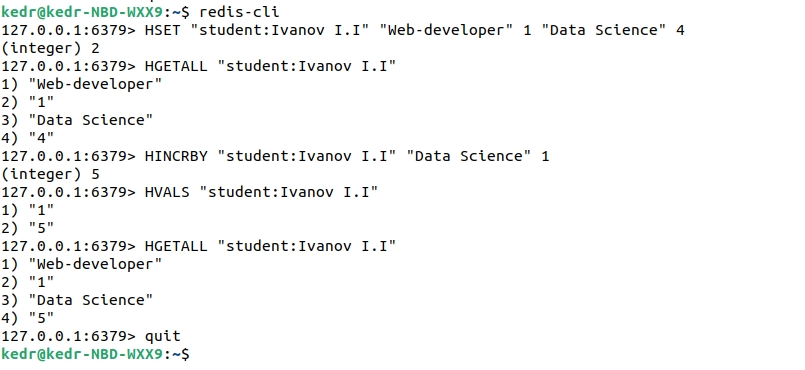 kedr@kedr-NBD-WXX9:~$ redis-cli
127.0.0.1:6379> HSET "student:Ivanov I.I" "Web-developer" 1 "Data Science" 4
(integer) 2
127.0.0.1:6379> HGETALL "student:Ivanov I.I"
1) "Web-developer"
2) "1"
3) "Data Science"
4) "4"
127.0.0.1:6379> HINCRBY "student:Ivanov I.I" "Data Science" 1
(integer) 5
127.0.0.1:6379> HVALS "student:Ivanov I.I"
1) "1"
2) "5"
127.0.0.1:6379> HGETALL "student:Ivanov I.I"
1) "Web-developer"
2) "1"
3) "Data Science"
4) "5"
127.0.0.1:6379> quit
kedr@kedr-NBD-WXX9:~$